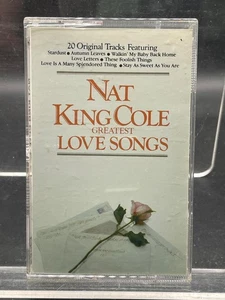 20 Original Tracks Featuring
Stardust • Autumn Leaves • Walkin' My Baby Back Home
Love Letters • These Foolish Things
Love Is A Many Splendored Thing • Stay As Sweet As You Are
NAT
KING COLE
GREATEST
LOVE SONGS